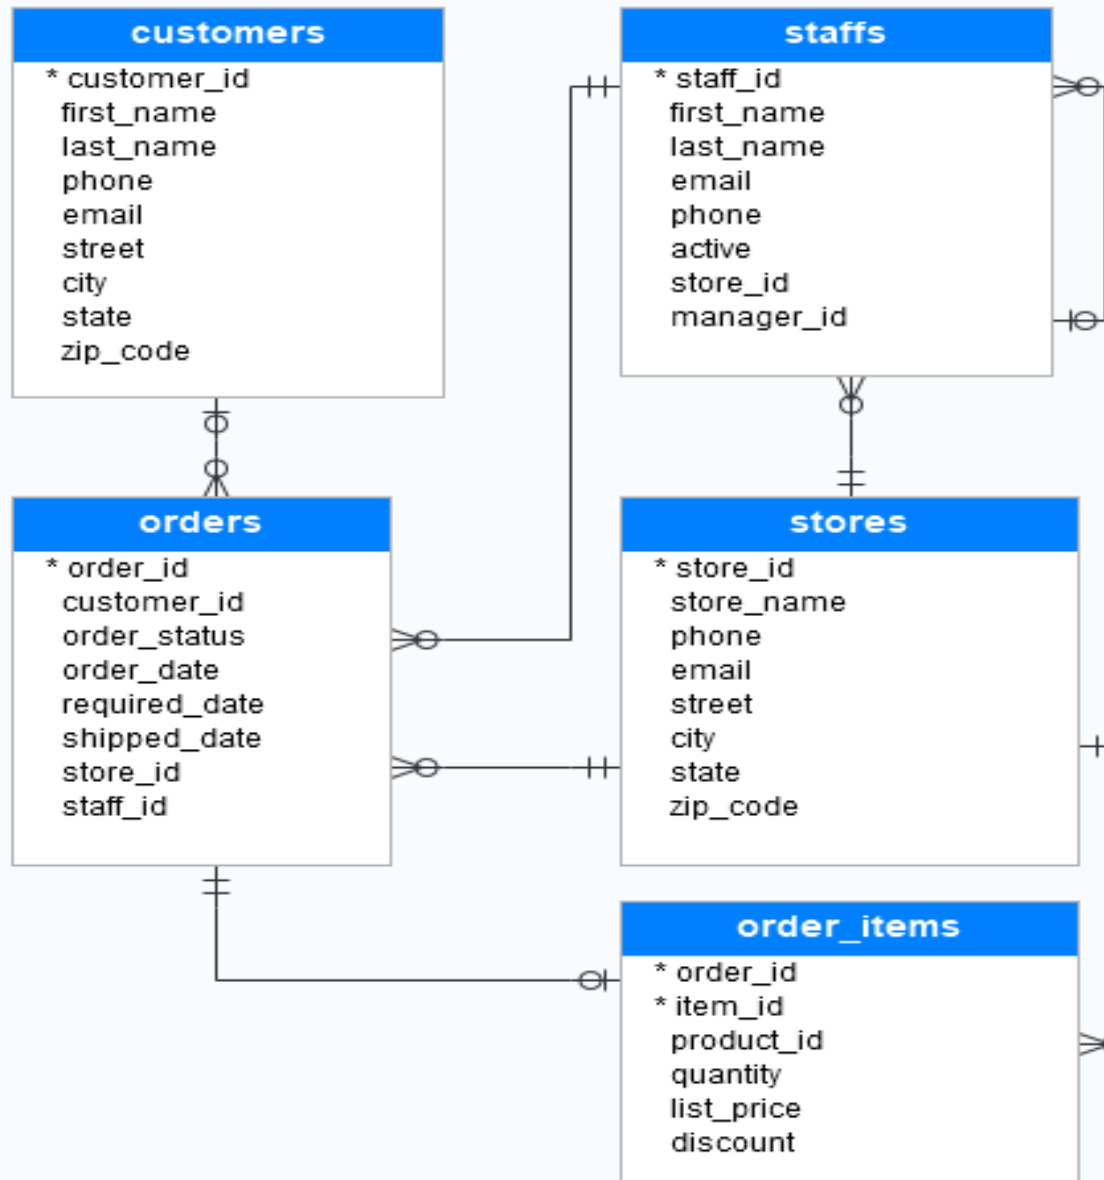 customers
* customer_id
first_name
last_name
phone
email
street
city
state
zip_code
staffs
* staff_id
first_name
last_name
email
phone
active
store_id
manager_id
orders
* order_id
customer_id
order_status
order_date
required_date
shipped_date
store_id
staff_id
stores
* store_id
store_name
phone
email
street
city
state
zip_code
order_items
* order_id
* item_id
product_id
quantity
list_price
discount